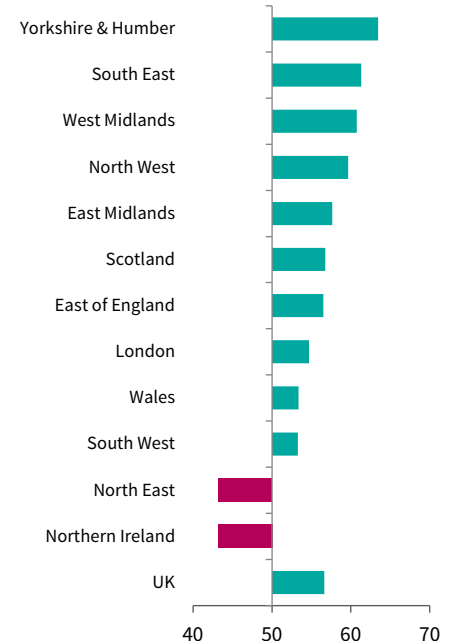 Yorkshire & Humber
South East
West Midlands
North West
East Midlands
Scotland
East of England
London
Wales
South West
North East
Northern Ireland
UK
40 50 60 70